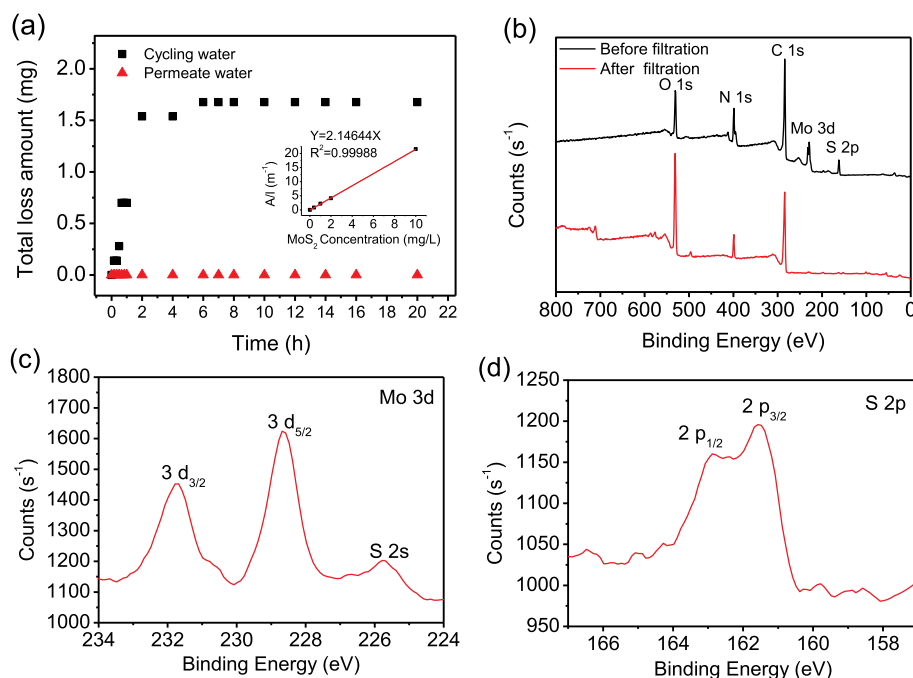 (a)
Cycling water
Permeate water
Total loss amount (mg)
2.0
1.5
1.0
0.5
0.0
0 2 4 6 8 10 12 14 16 18 20 22
Time (h)
Y=2.14644X
R²=0.99988
A/l (m⁻¹)
20
15
10
5
0
0 2 4 6 8 10
MoS₂ Concentration (mg/L)
(b)
Before filtration
After filtration
O 1s
N 1s
C 1s
Mo 3d
S 2p
Counts (s⁻¹)
800 700 600 500 400 300 200 100 0
Binding Energy (eV)
(c)
Mo 3d
3 d₃/₂
3 d₅/₂
S 2s
Counts (s⁻¹)
1800
1700
1600
1500
1400
1300
1200
1100
1000
234 232 230 228 226 224
Binding Energy (eV)
(d)
S 2p
2 p₁/₂
2 p₃/₂
Counts (s⁻¹)
1250
1200
1150
1100
1050
1000
950
166 164 162 160 158
Binding Energy (eV)